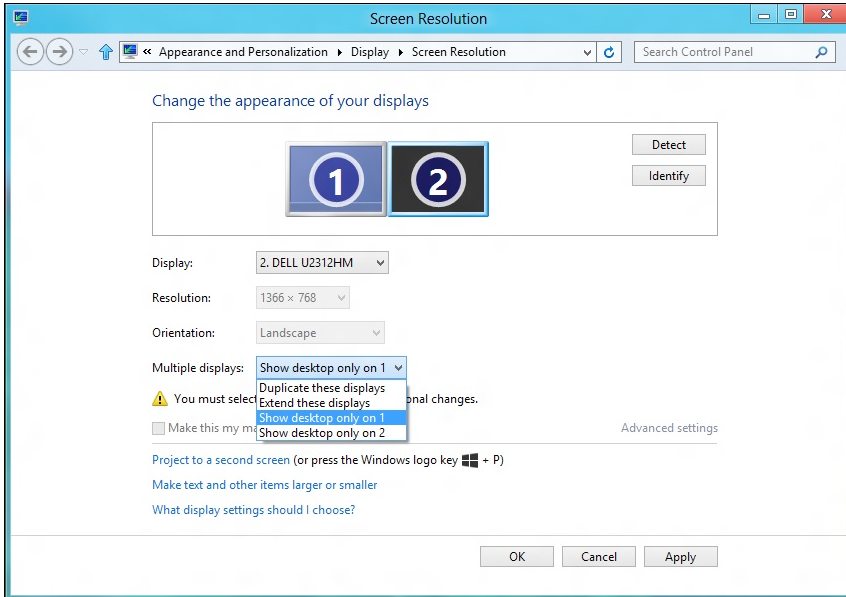 Screen Resolution
« Appearance and Personalization Display Screen Resolution Search Control Panel
Change the appearance of your displays
1 2
Detect
Identify
Display: 2. DELL U2312HM
Resolution: 1366 × 768
Orientation: Landscape
Multiple displays: Show desktop only on 1
Duplicate these displays
You must select onal changes.
Extend these displays
Show desktop only on 1
Make this my ma Advanced settings
Show desktop only on 2
Project to a second screen (or press the Windows logo key + P)
Make text and other items larger or smaller
What display settings should I choose?
OK Cancel Apply